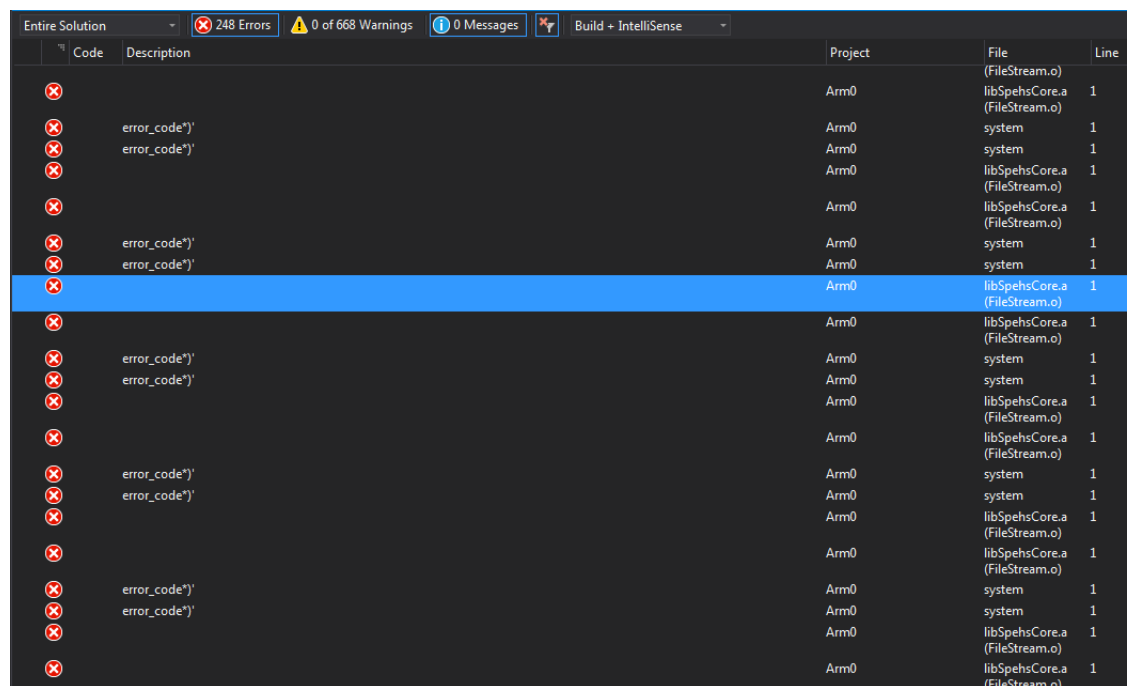 Entire Solution 248 Errors 0 of 668 Warnings 0 Messages Build + IntelliSense
Code Description Project File Line
(FileStream.o)
Arm0 libSpehsCore.a 1
(FileStream.o)
error_code*)' Arm0 system 1
error_code*)' Arm0 system 1
Arm0 libSpehsCore.a 1
(FileStream.o)
Arm0 libSpehsCore.a 1
(FileStream.o)
error_code*)' Arm0 system 1
error_code*)' Arm0 system 1
Arm0 libSpehsCore.a 1
(FileStream.o)
Arm0 libSpehsCore.a 1
(FileStream.o)
error_code*)' Arm0 system 1
error_code*)' Arm0 system 1
Arm0 libSpehsCore.a 1
(FileStream.o)
Arm0 libSpehsCore.a 1
(FileStream.o)
error_code*)' Arm0 system 1
error_code*)' Arm0 system 1
Arm0 libSpehsCore.a 1
(FileStream.o)
Arm0 libSpehsCore.a 1
(FileStream.o)
error_code*)' Arm0 system 1
error_code*)' Arm0 system 1
Arm0 libSpehsCore.a 1
(FileStream.o)
Arm0 libSpehsCore.a 1
(FileStream.o)